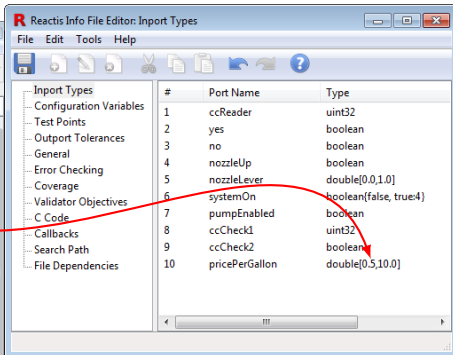 Reactis Info File Editor: Inport Types
File Edit Tools Help
Inport Types
Configuration Variables
Test Points
Outport Tolerances
General
Error Checking
Coverage
Validator Objectives
C Code
Callbacks
Search Path
File Dependencies
# Port Name Type
1 ccReader uint32
2 yes boolean
3 no boolean
4 nozzleUp boolean
5 nozzleLever double[0.0,1.0]
6 systemOn boolean{false, true:4}
7 pumpEnabled boolean
8 ccCheck1 uint32
9 ccCheck2 boolean
10 pricePerGallon double[0.5,10.0]